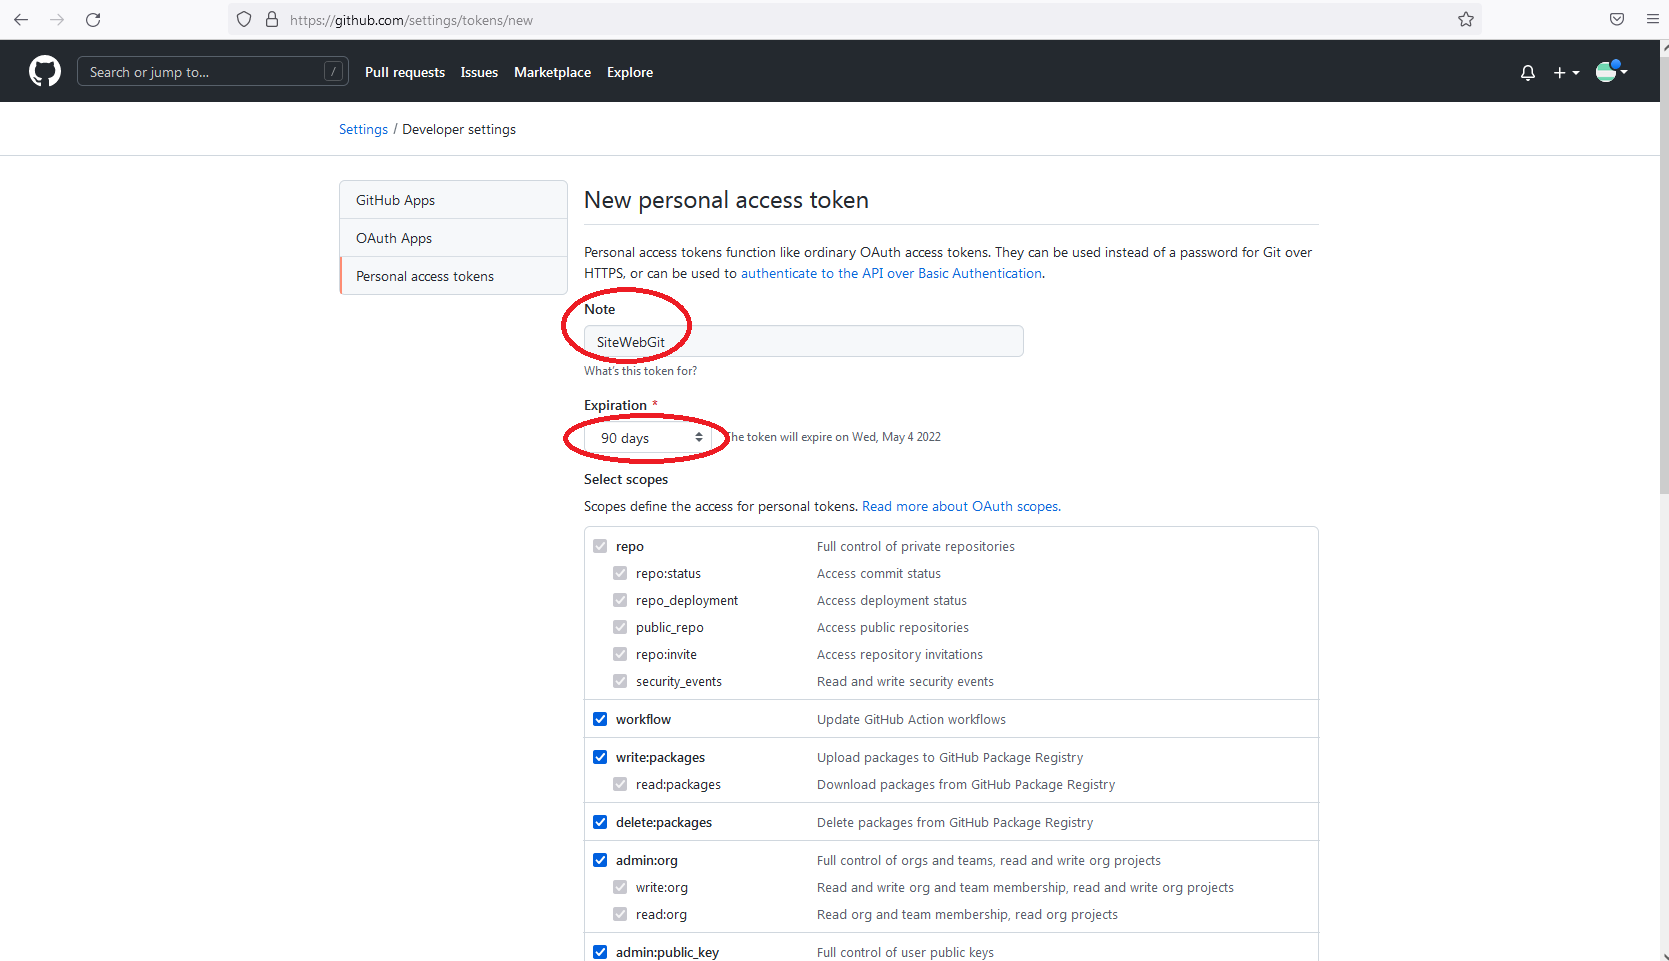 https://github.com/settings/tokens/new
Search or jump to... /
Pull requests Issues Marketplace Explore
Settings / Developer settings
GitHub Apps
OAuth Apps
Personal access tokens
New personal access token
Personal access tokens function like ordinary OAuth access tokens. They can be used instead of a password for Git over
HTTPS, or can be used to authenticate to the API over Basic Authentication.
Note
SiteWebGit
What's this token for?
Expiration *
90 days The token will expire on Wed, May 4 2022
Select scopes
Scopes define the access for personal tokens. Read more about OAuth scopes.
repo Full control of private repositories
repo:status Access commit status
repo_deployment Access deployment status
public_repo Access public repositories
repo:invite Access repository invitations
security_events Read and write security events
workflow Update GitHub Action workflows
write:packages Upload packages to GitHub Package Registry
read:packages Download packages from GitHub Package Registry
delete:packages Delete packages from GitHub Package Registry
admin:org Full control of orgs and teams, read and write org projects
write:org Read and write org and team membership, read and write org projects
read:org Read org and team membership, read org projects
admin:public_key Full control of user public keys